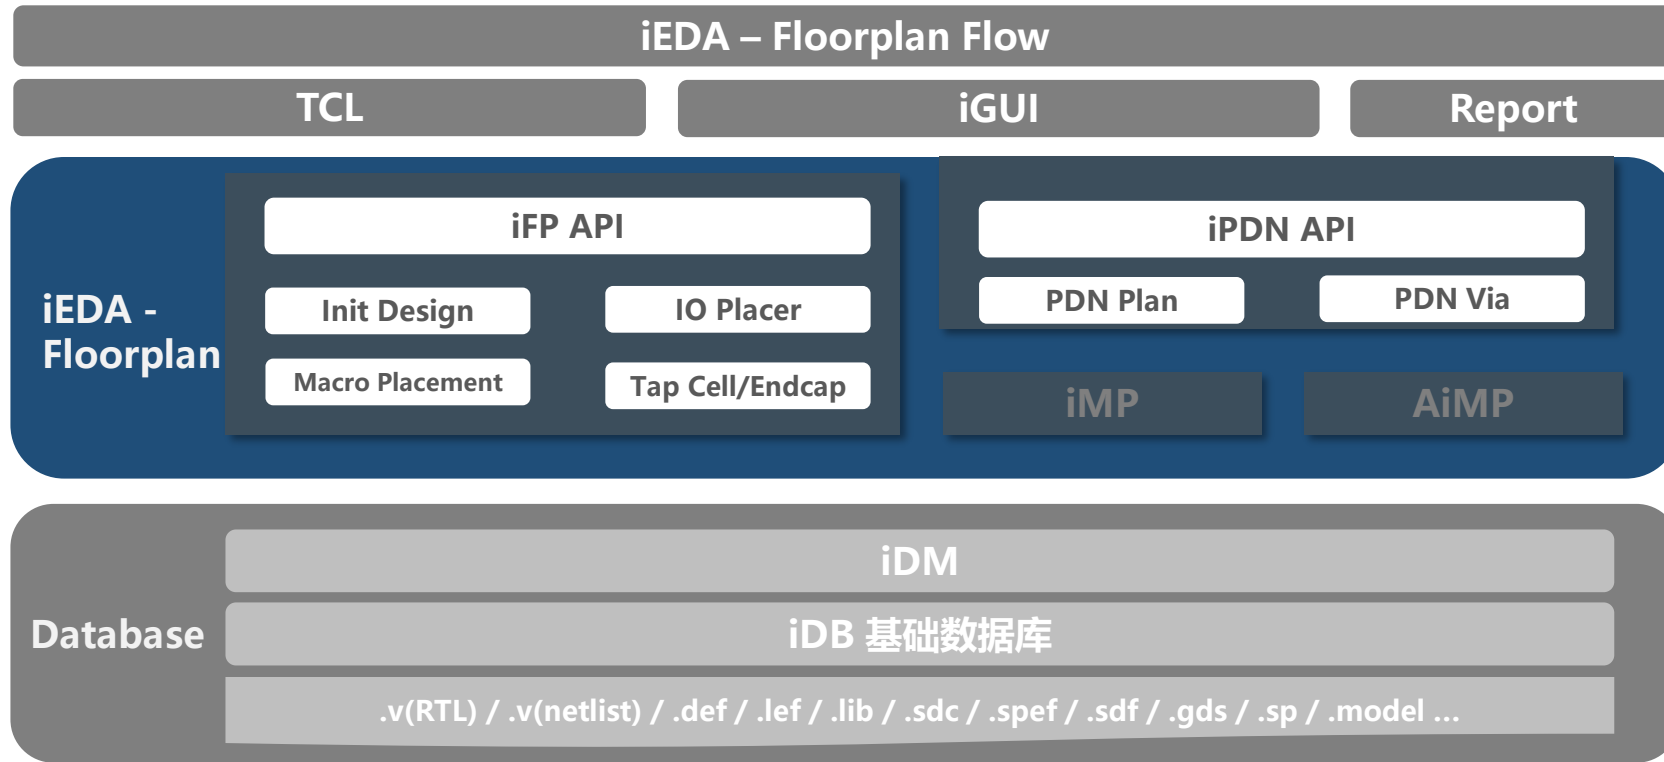 iEDA – Floorplan Flow
TCL
iGUI
Report
iEDA -
Floorplan
iFP API
Init Design
IO Placer
Macro Placement
Tap Cell/Endcap
iPDN API
PDN Plan
PDN Via
iMP
AiMP
Database
iDM
iDB 基础数据库
.v(RTL) / .v(netlist) / .def / .lef / .lib / .sdc / .spef / .sdf / .gds / .sp / .model ...